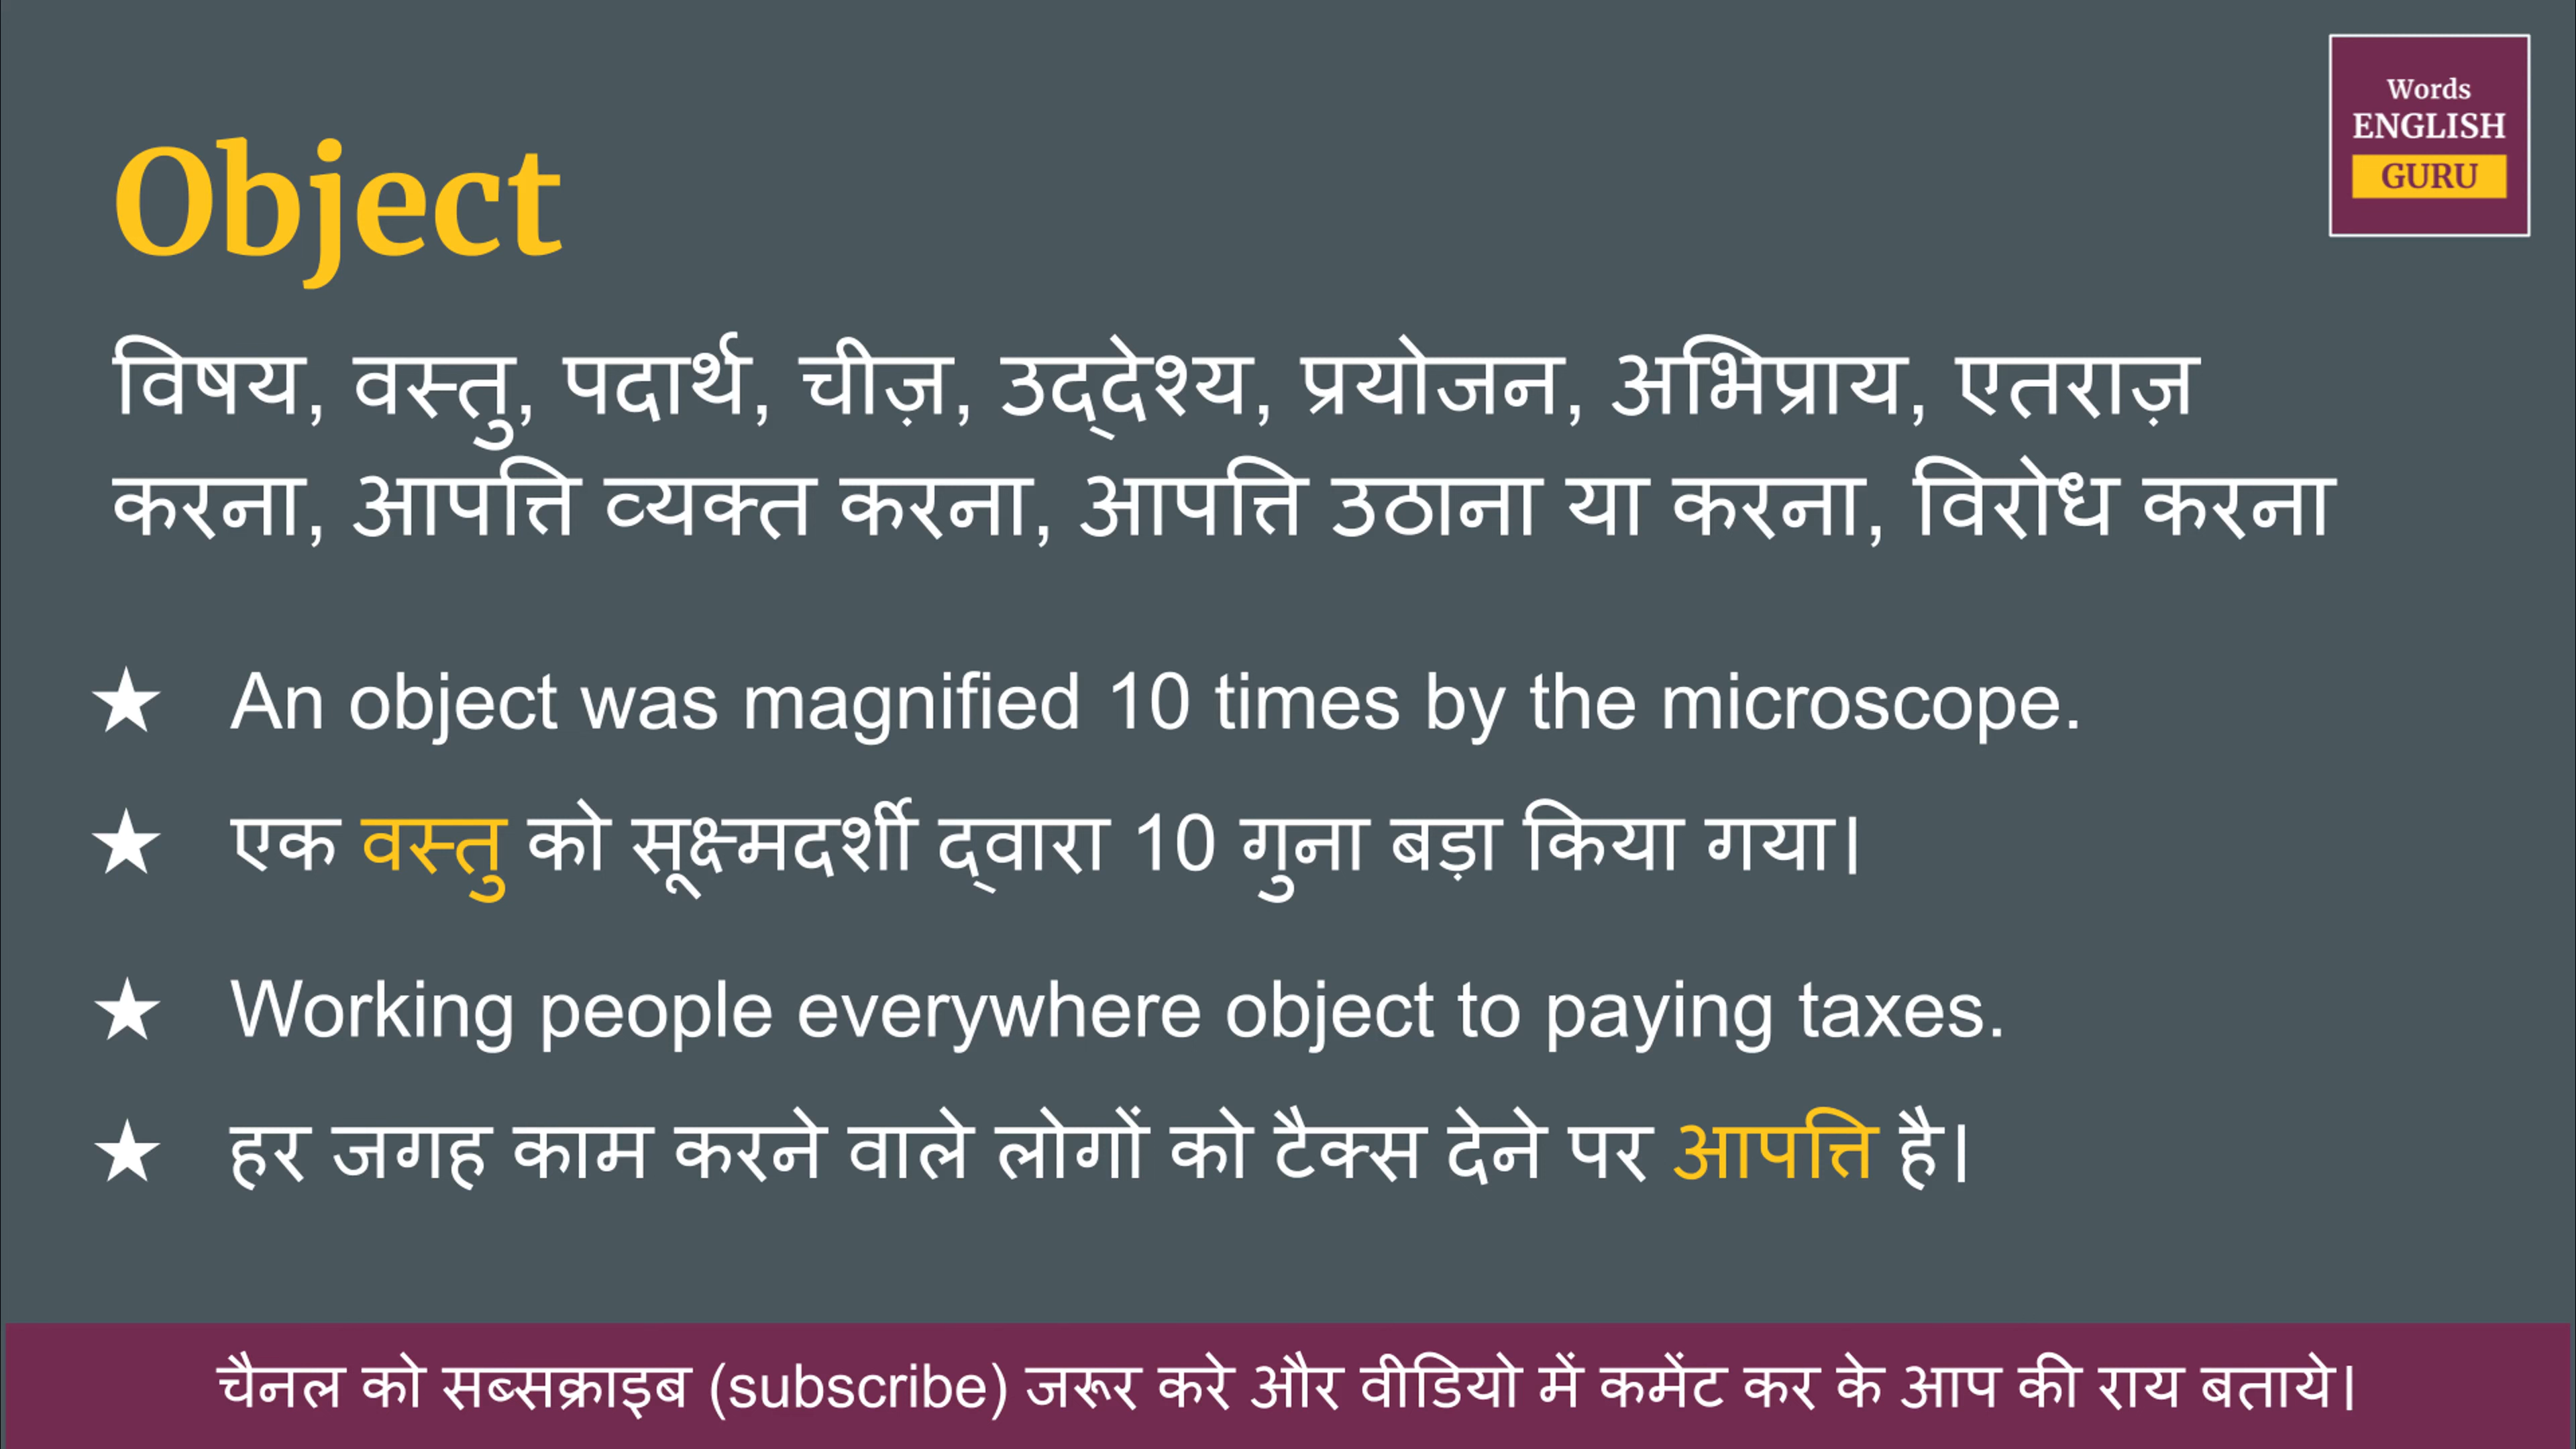 Words
ENGLISH
GURU
Object
विषय, वस्तु, पदार्थ, चीज़, उद्देश्य, प्रयोजन, अभिप्राय, एतराज़
करना, आपत्ति व्यक्त करना, आपत्ति उठाना या करना, विरोध करना
★ An object was magnified 10 times by the microscope.
★ एक वस्तु को सूक्ष्मदर्शी द्वारा 10 गुना बड़ा किया गया।
★ Working people everywhere object to paying taxes.
★ हर जगह काम करने वाले लोगों को टैक्स देने पर आपत्ति है।
चैनल को सब्सक्राइब (subscribe) जरूर करे और वीडियो में कमेंट कर के आप की राय बताये।